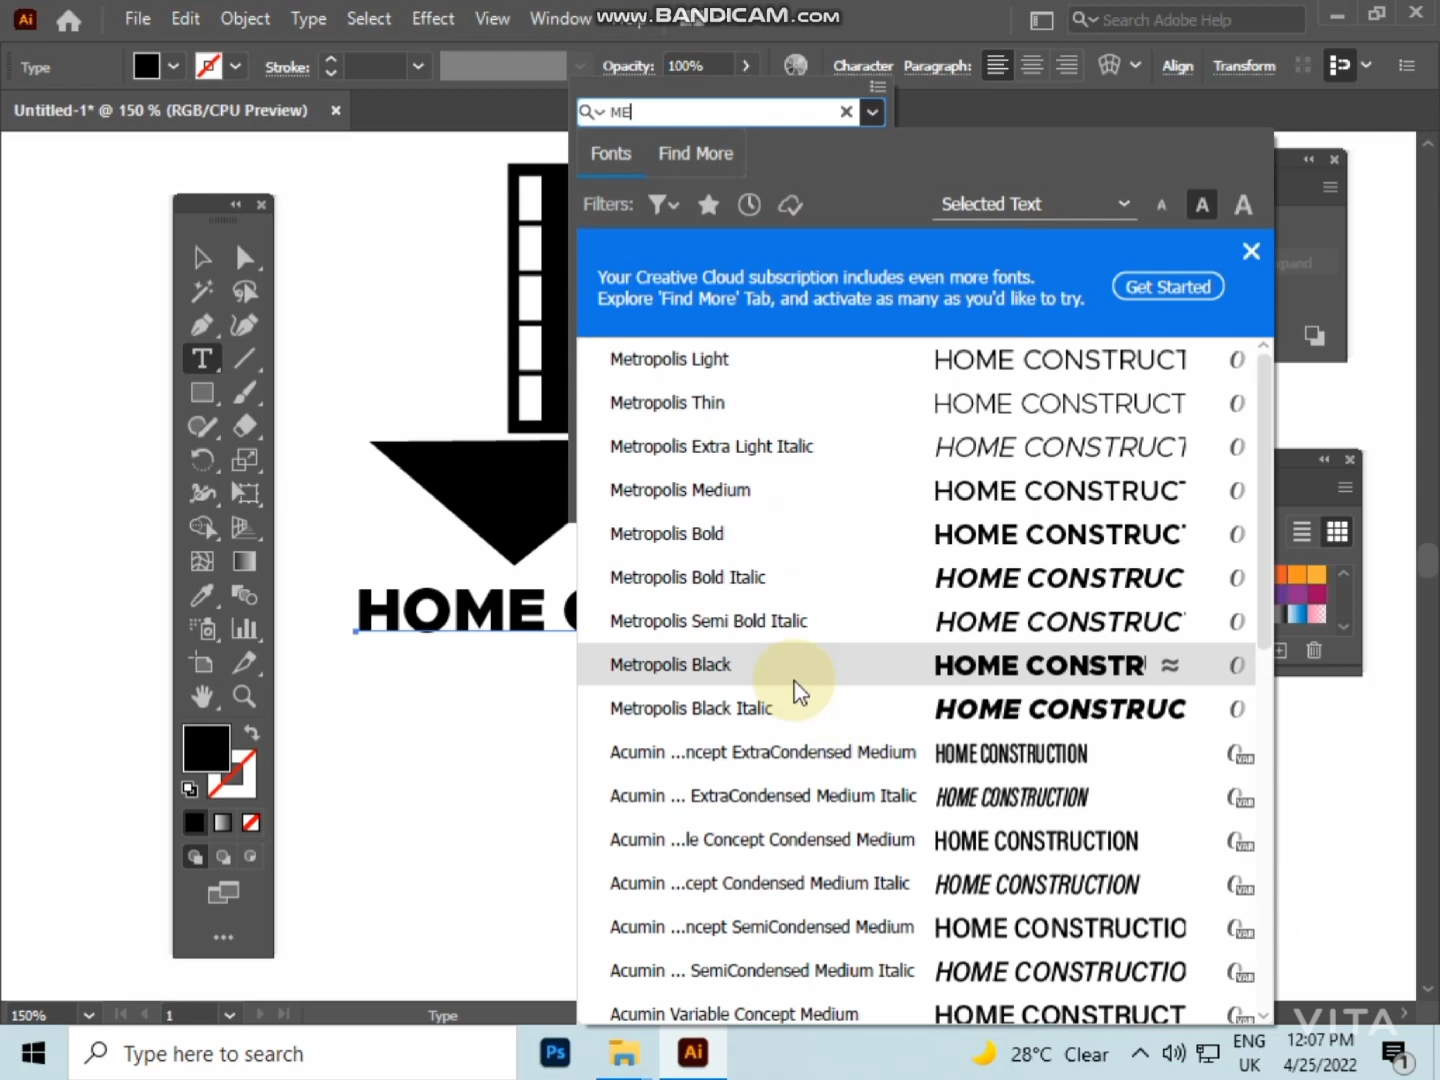 Ai File Edit Object Type Select Effect View Window www.BANDICAM.com Search Adobe Help
Type Stroke: Opacity: 100% Character Paragraph: Align Transform
Untitled-1* @ 150 % (RGB/CPU Preview)
ME
Fonts Find More
Filters: Selected Text A A A
Your Creative Cloud subscription includes even more fonts.
Explore 'Find More' Tab, and activate as many as you'd like to try.
Get Started
Metropolis Light HOME CONSTRUCT
Metropolis Thin HOME CONSTRUCT
Metropolis Extra Light Italic HOME CONSTRUCT
Metropolis Medium HOME CONSTRUC
Metropolis Bold HOME CONSTRUC
Metropolis Bold Italic HOME CONSTRUC
Metropolis Semi Bold Italic HOME CONSTRUC
Metropolis Black HOME CONSTR
Metropolis Black Italic HOME CONSTRUC
Acumin ...ncept ExtraCondensed Medium HOME CONSTRUCTION
Acumin ... ExtraCondensed Medium Italic HOME CONSTRUCTION
Acumin ...le Concept Condensed Medium HOME CONSTRUCTION
Acumin ...cept Condensed Medium Italic HOME CONSTRUCTION
Acumin ...ncept SemiCondensed Medium HOME CONSTRUCTIO
Acumin ... SemiCondensed Medium Italic HOME CONSTRUCTIO
Acumin Variable Concept Medium HOME CONSTRUCT
HOME
150% 1 Type
VITA
Type here to search Ps Ai 28°C Clear ENG UK 12:07 PM 4/25/2022 1